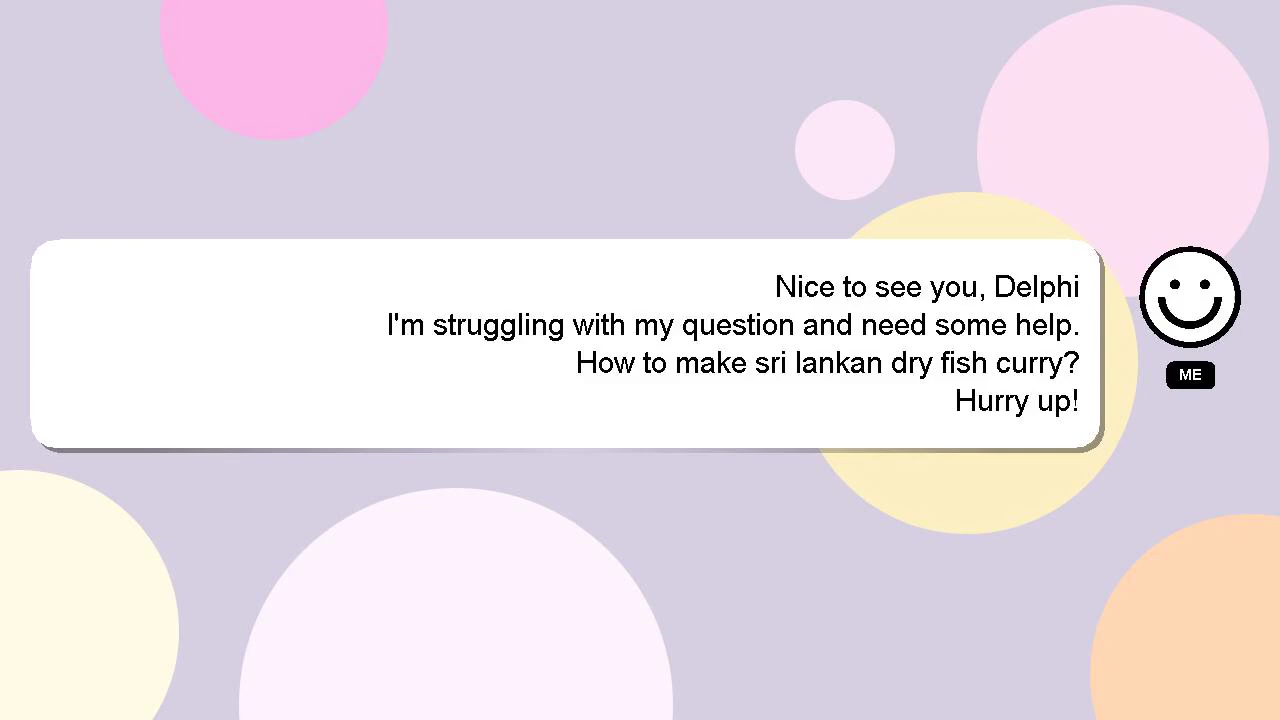 Nice to see you, Delphi
I'm struggling with my question and need some help.
How to make sri lankan dry fish curry?
Hurry up!
ME